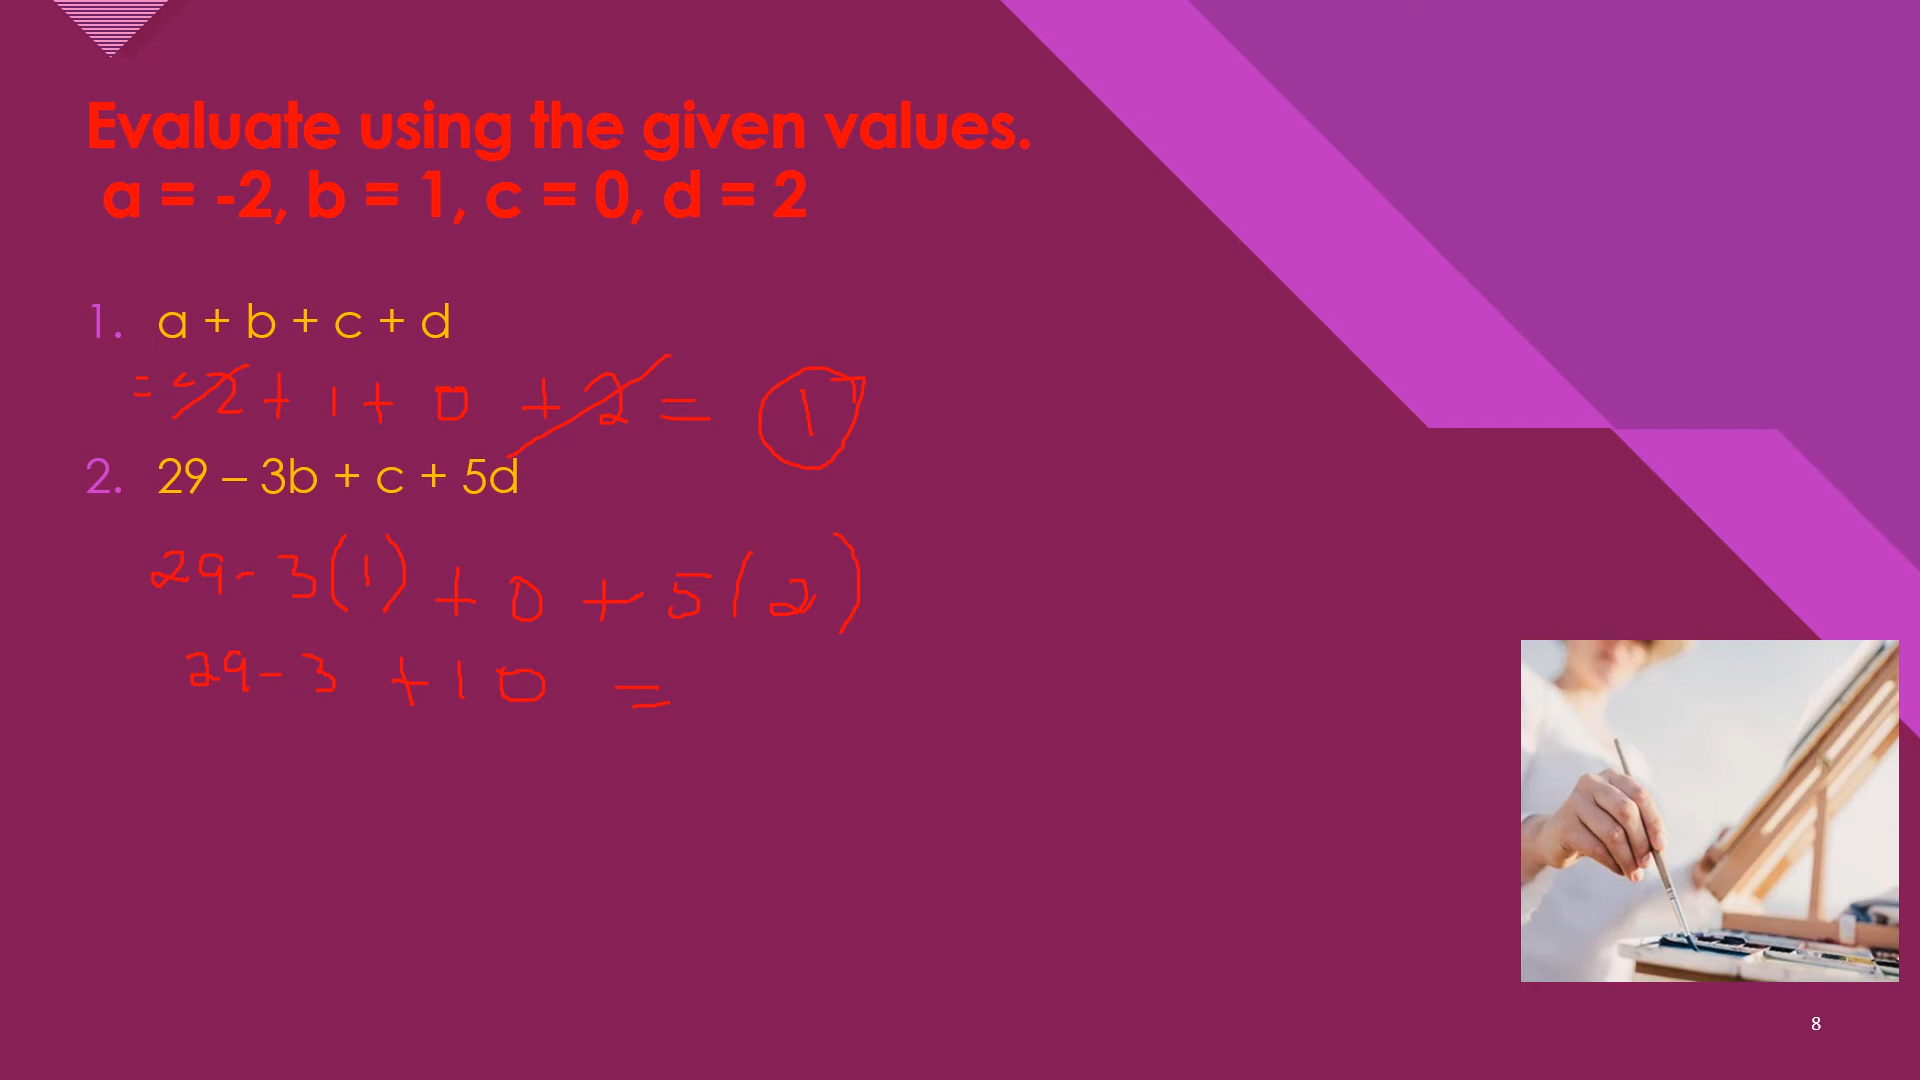 Evaluate using the given values.
a = -2, b = 1, c = 0, d = 2
1. a + b + c + d
= -2 + 1 + 0 + 2 = 1
2. 29 – 3b + c + 5d
29 - 3(1) + 0 + 5(2)
29 - 3 + 10 =
8